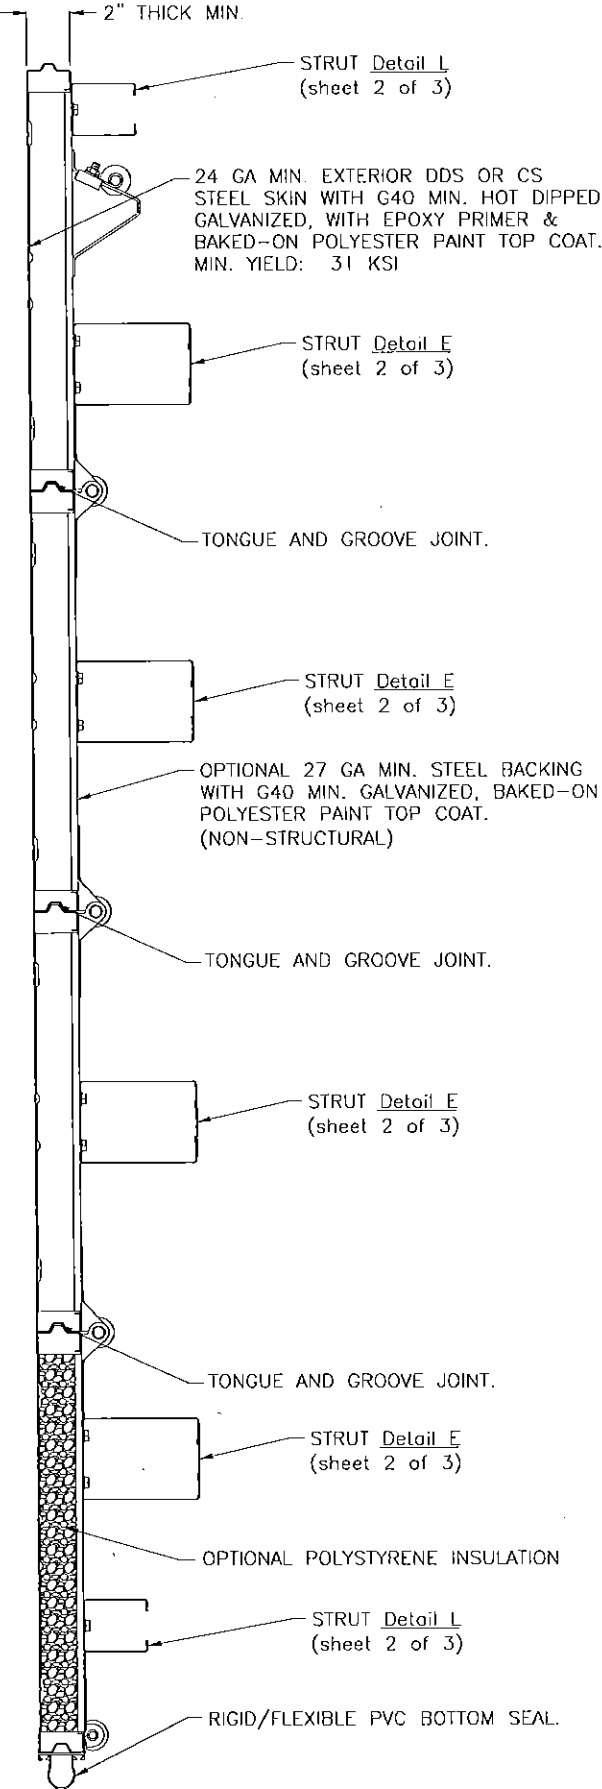 2" THICK MIN.
STRUT Detail L
(sheet 2 of 3)
24 GA MIN. EXTERIOR DDS OR CS
STEEL SKIN WITH G40 MIN. HOT DIPPED
GALVANIZED, WITH EPOXY PRIMER &
BAKED-ON POLYESTER PAINT TOP COAT.
MIN. YIELD: 31 KSI
STRUT Detail E
(sheet 2 of 3)
TONGUE AND GROOVE JOINT.
STRUT Detail E
(sheet 2 of 3)
OPTIONAL 27 GA MIN. STEEL BACKING
WITH G40 MIN. GALVANIZED, BAKED-ON
POLYESTER PAINT TOP COAT.
(NON-STRUCTURAL)
TONGUE AND GROOVE JOINT.
STRUT Detail E
(sheet 2 of 3)
TONGUE AND GROOVE JOINT.
STRUT Detail E
(sheet 2 of 3)
OPTIONAL POLYSTYRENE INSULATION
STRUT Detail L
(sheet 2 of 3)
RIGID/FLEXIBLE PVC BOTTOM SEAL.